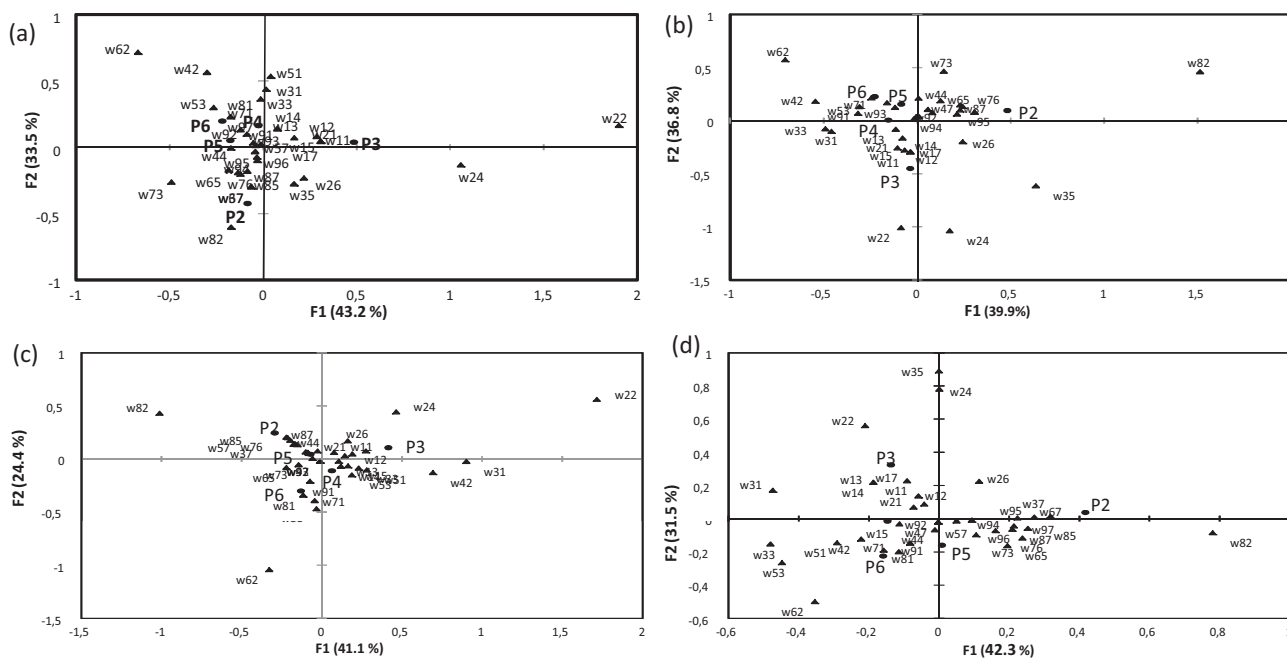 (a)
1
0,5
0
-0,5
-1
F2 (33.5 %)
w62
w42
w51
w31
w53
w33
w81
w14
w22
P6
P4
w13
w12
w21
w11
P3
P5
w93
w57
w15
w17
w44
w95
w96
w24
w73
w65
w76
w87
w85
w26
w35
w37
P2
w82
-1
-0,5
0
0,5
1
1,5
2
F1 (43.2 %)
(b)
1
0,5
0
-0,5
-1
-1,5
F2 (36.8 %)
w62
w73
w82
w42
P6
P5
w44
w65
w76
P2
w53
w71
w47
w87
w91
w93
w97
w95
w33
P4
w94
w31
w13
w14
w26
w21
w17
w15
w12
w11
P3
w35
w22
w24
-1
-0,5
0
0,5
1
1,5
2
F1 (39.9%)
(c)
1
0,5
0
-0,5
-1
-1,5
F2 (24.4 %)
w22
w82
w24
P2
w87
w26
w85
w44
w21
w11
P3
w57
w76
w37
P5
w12
w31
w73
P4
w65
w51
w42
w53
P6
w91
w81
w71
w62
-1,5
-1
-0,5
0
0,5
1
1,5
2
F1 (41.1 %)
(d)
1
0,8
0,6
0,4
0,2
0
-0,2
-0,4
-0,6
F2 (31.5 %)
w35
w24
w22
P3
w13
w17
w26
w31
w14
w11
w12
w37
w21
w95
w67
P2
w92
w94
w97
w15
w47
w57
w96
w87
w85
w82
w33
w51
w42
w71
w44
P5
w76
w91
w73
w53
P6
w81
w65
w62
-0,6
-0,4
-0,2
0
0,2
0,4
0,6
0,8
1
F1 (42.3 %)